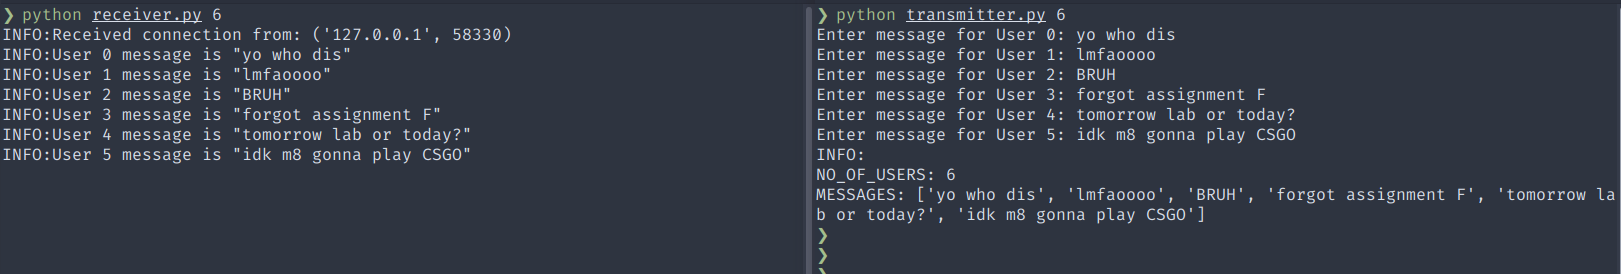 ❯ python receiver.py 6
INFO:Received connection from: ('127.0.0.1', 58330)
INFO:User 0 message is "yo who dis"
INFO:User 1 message is "lmfaoooo"
INFO:User 2 message is "BRUH"
INFO:User 3 message is "forgot assignment F"
INFO:User 4 message is "tomorrow lab or today?"
INFO:User 5 message is "idk m8 gonna play CSGO"
❯ python transmitter.py 6
Enter message for User 0: yo who dis
Enter message for User 1: lmfaoooo
Enter message for User 2: BRUH
Enter message for User 3: forgot assignment F
Enter message for User 4: tomorrow lab or today?
Enter message for User 5: idk m8 gonna play CSGO
INFO:
NO_OF_USERS: 6
MESSAGES: ['yo who dis', 'lmfaoooo', 'BRUH', 'forgot assignment F', 'tomorrow la
b or today?', 'idk m8 gonna play CSGO']
❯
❯
❯